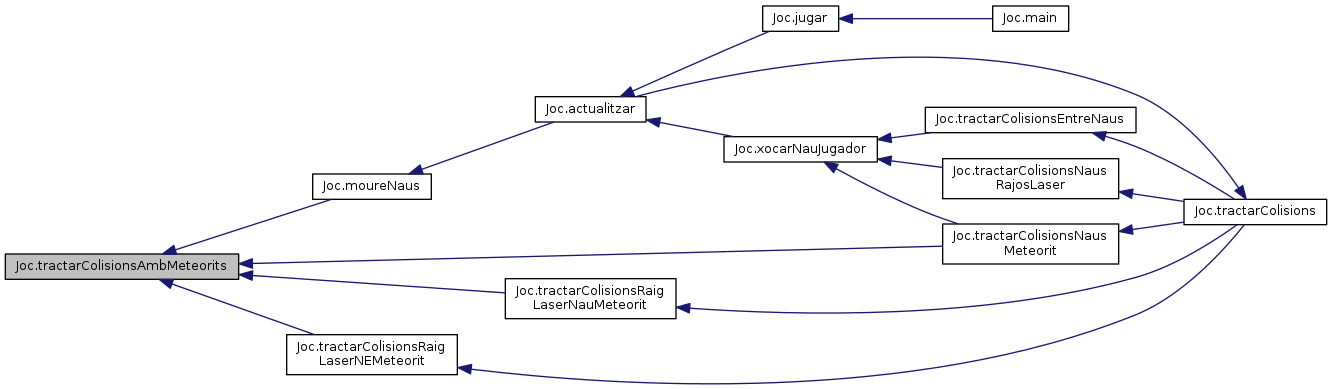 Joc.jugar
Joc.main
Joc.actualitzar
Joc.tractarColisionsEntreNaus
Joc.xocarNauJugador
Joc.tractarColisionsNaus
RajosLaser
Joc.moureNaus
Joc.tractarColisions
Joc.tractarColisionsNaus
Meteorit
Joc.tractarColisionsAmbMeteorits
Joc.tractarColisionsRaig
LaserNauMeteorit
Joc.tractarColisionsRaig
LaserNEMeteorit